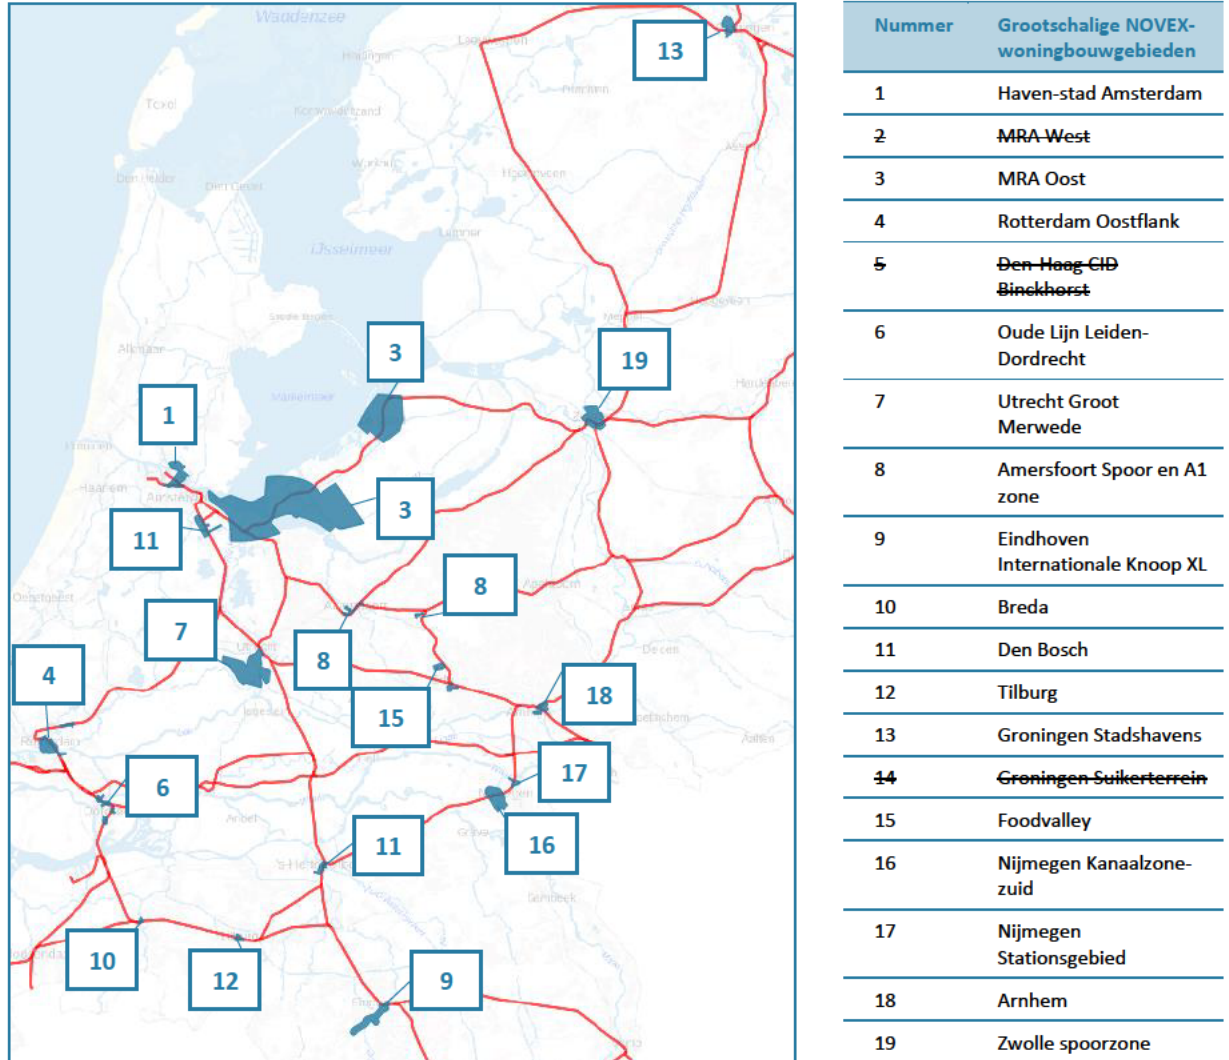 Waddenzee
Texel
Den Helder
IJsselmeer
Markermeer
Alkmaar
Haarlem
13
3
19
1
3
11
8
7
8
4
15
18
17
6
16
11
10
12
9
Nummer
Grootschalige NOVEX-
woningbouwgebieden
1 Haven-stad Amsterdam
2 MRA West
3 MRA Oost
4 Rotterdam Oostflank
5 Den Haag CID
Binckhorst
6 Oude Lijn Leiden-
Dordrecht
7 Utrecht Groot
Merwede
8 Amersfoort Spoor en A1
zone
9 Eindhoven
Internationale Knoop XL
10 Breda
11 Den Bosch
12 Tilburg
13 Groningen Stadshavens
14 Groningen Suikerterrein
15 Foodvalley
16 Nijmegen Kanaalzone-
zuid
17 Nijmegen
Stationsgebied
18 Arnhem
19 Zwolle spoorzone